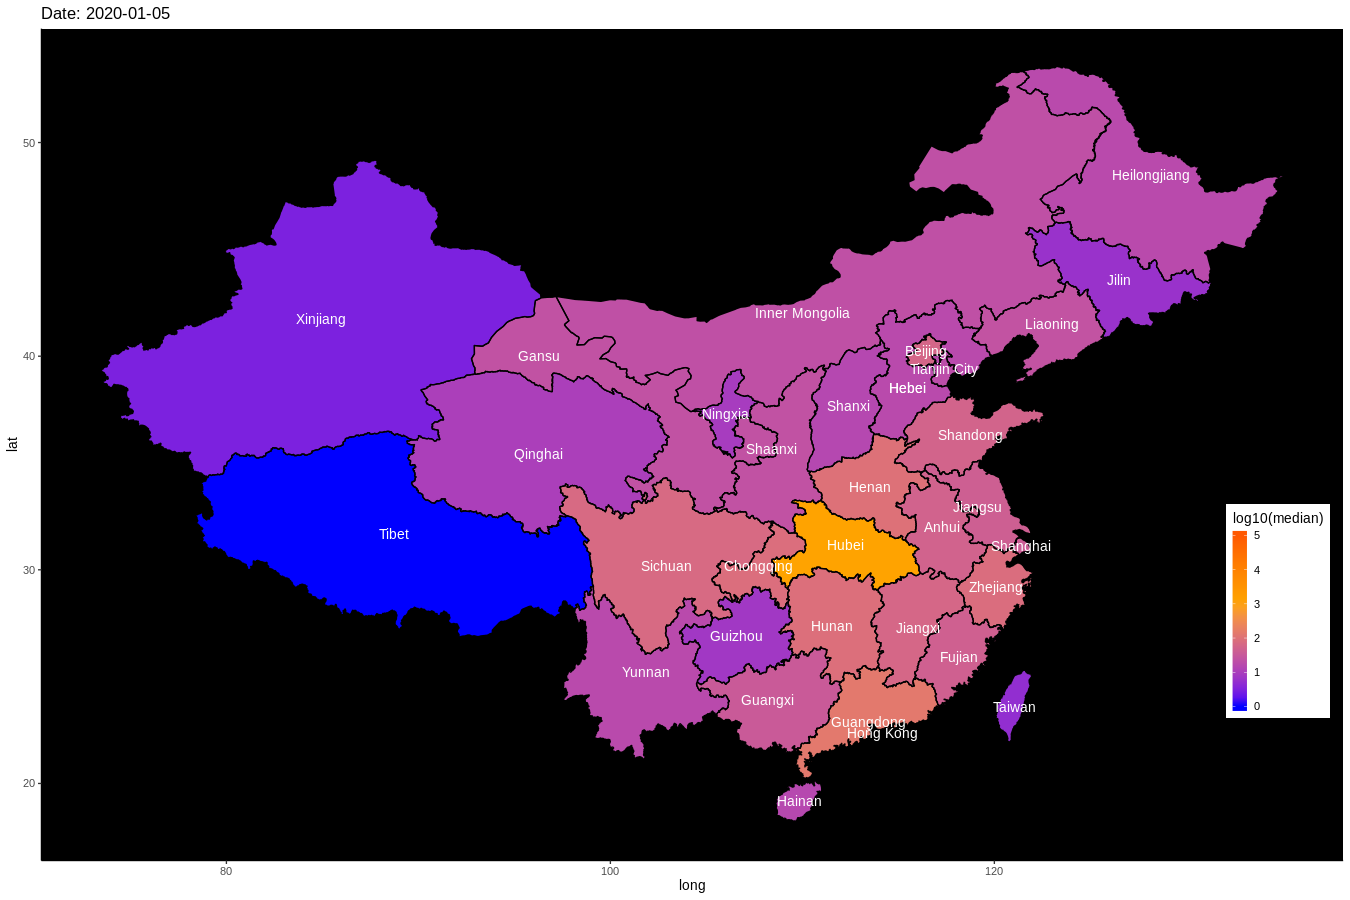 Date: 2020-01-05
50
40
30
20
lat
80
100
120
long
Heilongjiang
Jilin
Xinjiang
Inner Mongolia
Liaoning
Gansu
Beijing
Tianjin City
Hebei
Ningxia
Shanxi
Shandong
Shaanxi
Qinghai
Henan
Jiangsu
Anhui
Tibet
Hubei
Shanghai
Sichuan
Chongqing
Zhejiang
Hunan
Jiangxi
Guizhou
Fujian
Yunnan
Guangxi
Taiwan
Guangdong
Hong Kong
Hainan
log10(median)
5
4
3
2
1
0